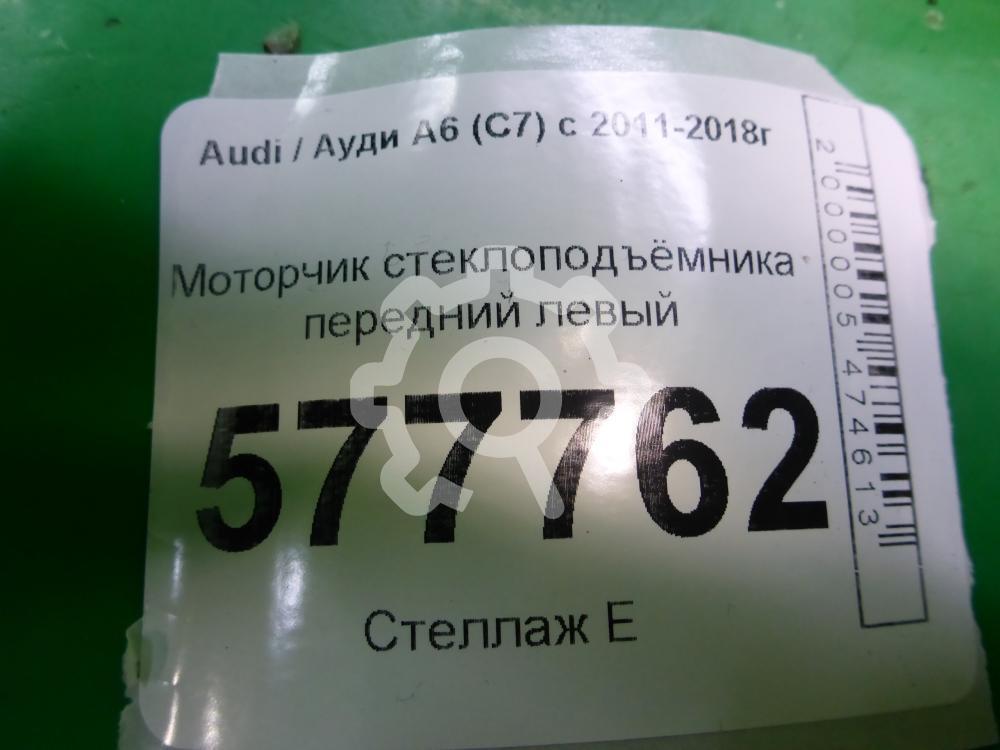 Audi / Ауди А6 (С7) с 2011-2018г
Моторчик стеклоподъёмника
передний левый
577762
Стеллаж Е
2000005474613